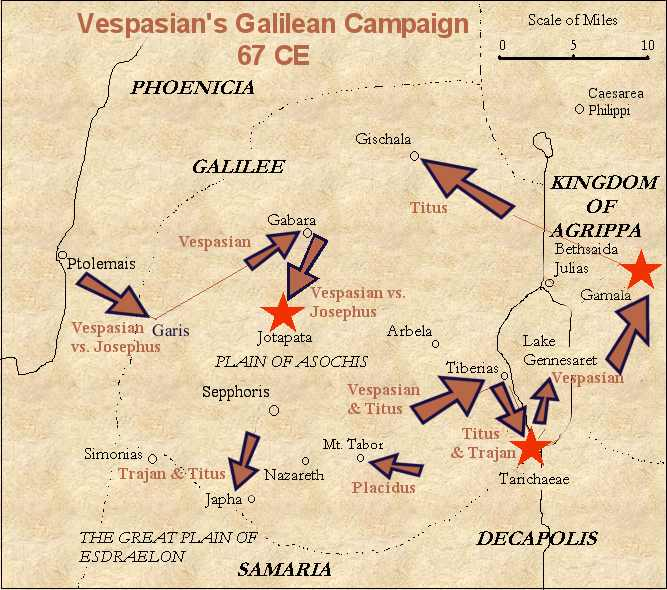 Vespasian's Galilean Campaign
67 CE
Scale of Miles
0 5 10
PHOENICIA
Caesarea
Philippi
Gischala
GALILEE
KINGDOM
OF
AGRIPPA
Titus
Gabara
Vespasian
Bethsaida
Julias
Ptolemais
Gamala
Vespasian vs.
Josephus
Vespasian
vs. Josephus
Garis
Jotapata
Arbela
Lake
Gennesaret
PLAIN OF ASOCHIS
Tiberias
Vespasian
Vespasian
& Titus
Sepphoris
Titus
& Trajan
Mt. Tabor
Simonias
Trajan & Titus
Nazareth
Placidus
Tarichaeae
Japha
THE GREAT PLAIN OF
ESDRAELON
DECAPOLIS
SAMARIA